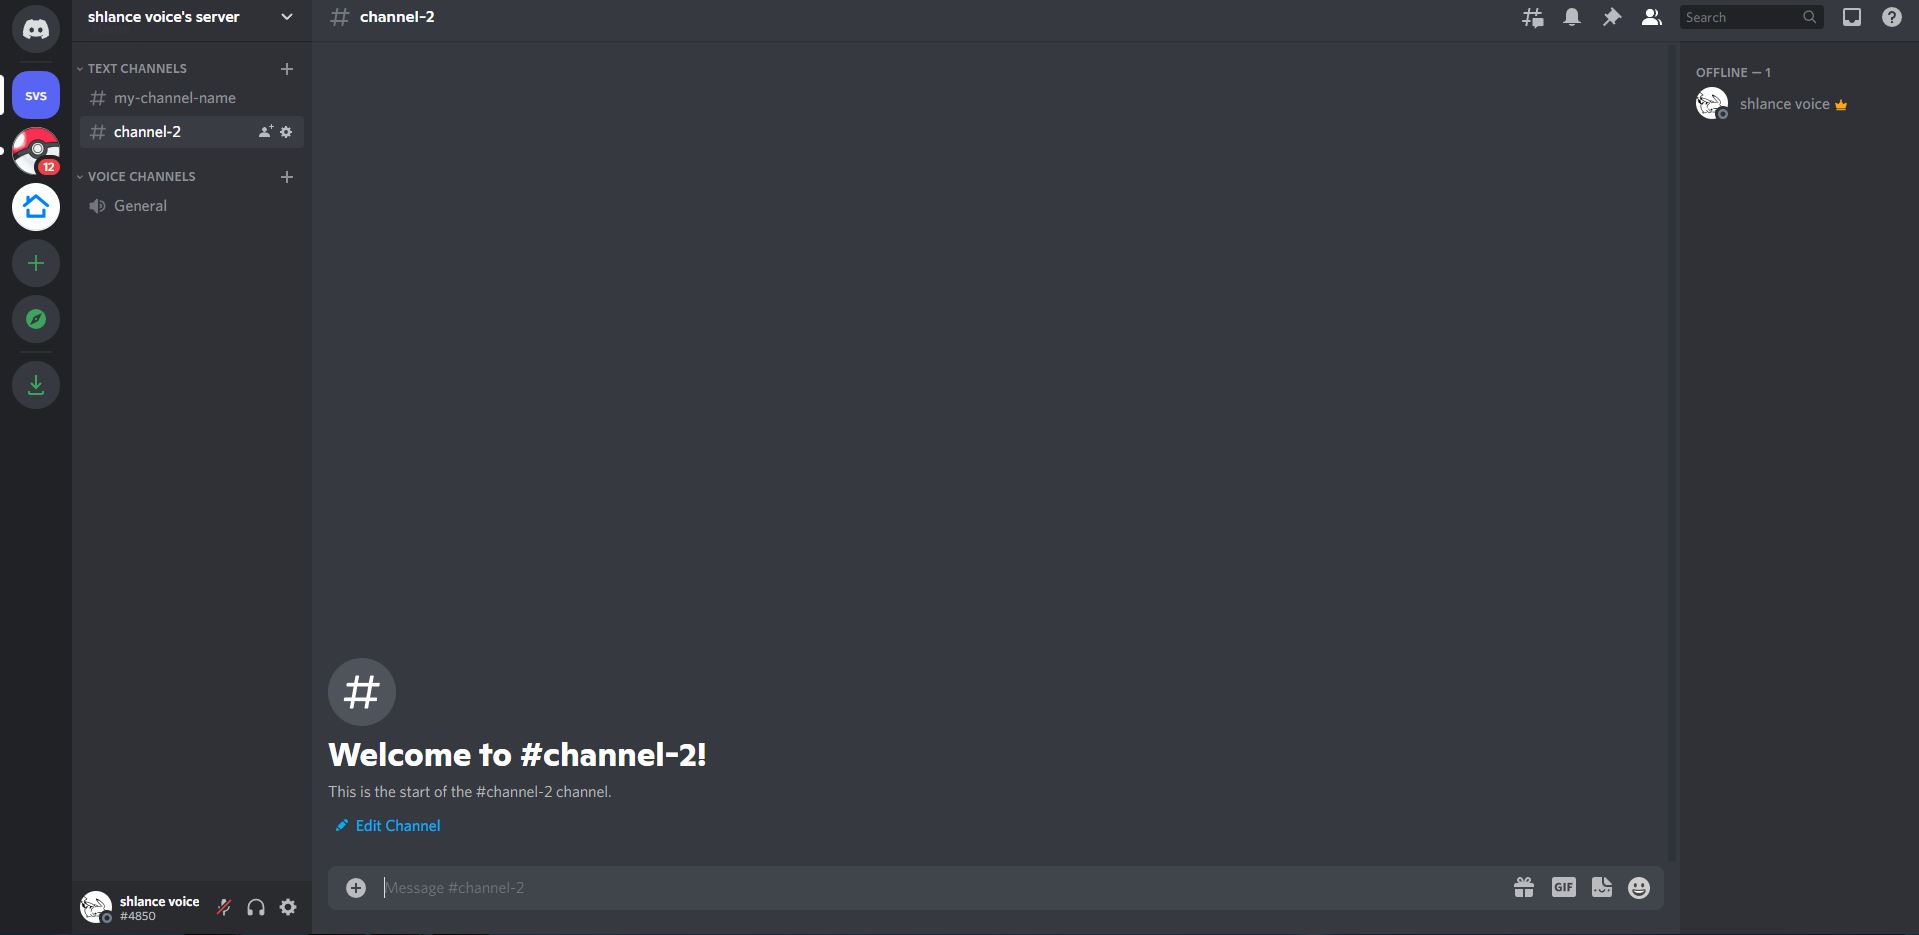 shlance voice's server
# channel-2
Search
TEXT CHANNELS
# my-channel-name
# channel-2
VOICE CHANNELS
General
svs
12
OFFLINE — 1
shlance voice
#
Welcome to #channel-2!
This is the start of the #channel-2 channel.
Edit Channel
Message #channel-2
GIF
shlance voice
#4850